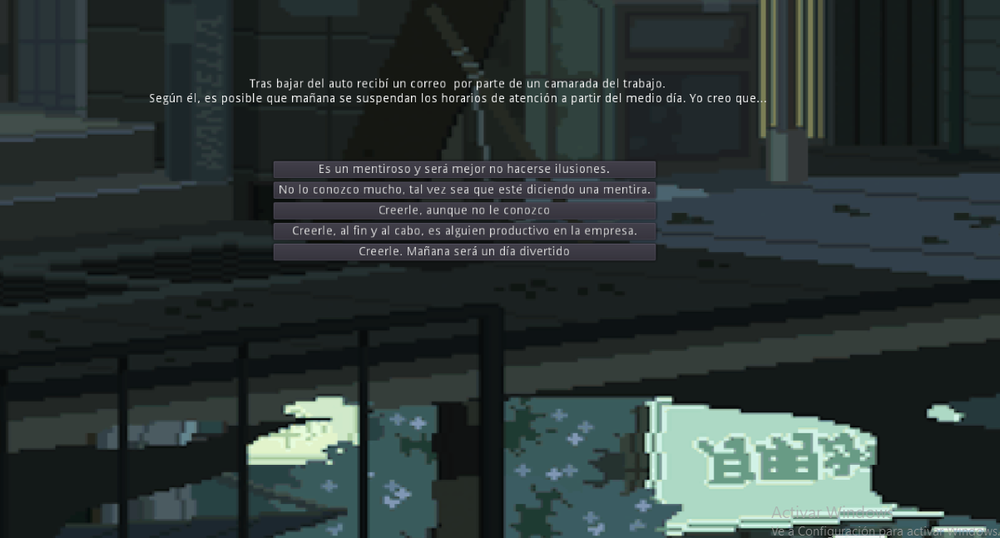 Tras bajar del auto recibí un correo  por parte de un camarada del trabajo.
Según él, es posible que mañana se suspendan los horarios de atención a partir del medio día. Yo creo que...
Es un mentiroso y será mejor no hacerse ilusiones.
No lo conozco mucho, tal vez sea que esté diciendo una mentira.
Creerle, aunque no le conozco
Creerle, al fin y al cabo, es alguien productivo en la empresa.
Creerle. Mañana será un día divertido
Activar Windows
Ve a Configuración para activar Windows.